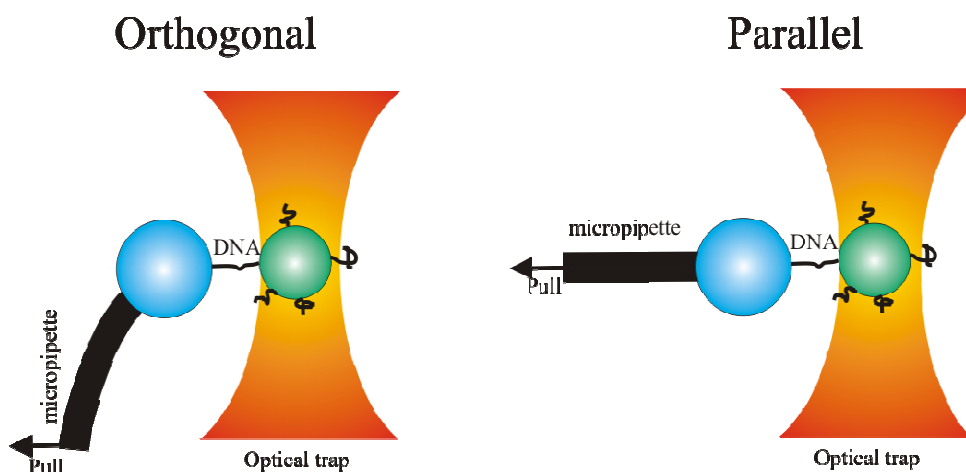 Orthogonal
Parallel
DNA
micropipette
Pull
Optical trap
micropipette
DNA
Pull
Optical trap